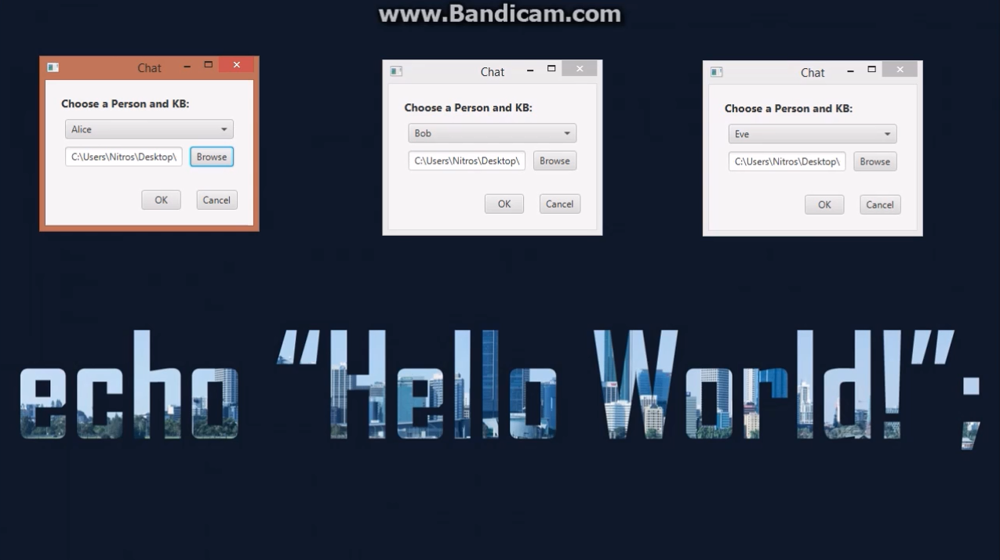 www.Bandicam.com
Chat
Choose a Person and KB:
Alice
C:\Users\Nitros\Desktop\
Browse
OK
Cancel
Chat
Choose a Person and KB:
Bob
C:\Users\Nitros\Desktop\
Browse
OK
Cancel
Chat
Choose a Person and KB:
Eve
C:\Users\Nitros\Desktop\
Browse
OK
Cancel
echo “Hello World!”;